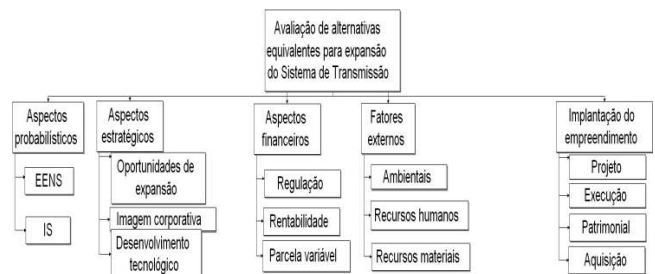 Avaliação de alternativas
equivalentes para expansão
do Sistema de Transmissão
Aspectos
probabilísticos
EENS
IS
Aspectos
estratégicos
Oportunidades de
expansão
Imagem corporativa
Desenvolvimento
tecnológico
Aspectos
financeiros
Regulação
Rentabilidade
Parcela variável
Fatores
externos
Ambientais
Recursos humanos
Recursos materiais
Implantação do
empreendimento
Projeto
Execução
Patrimonial
Aquisição